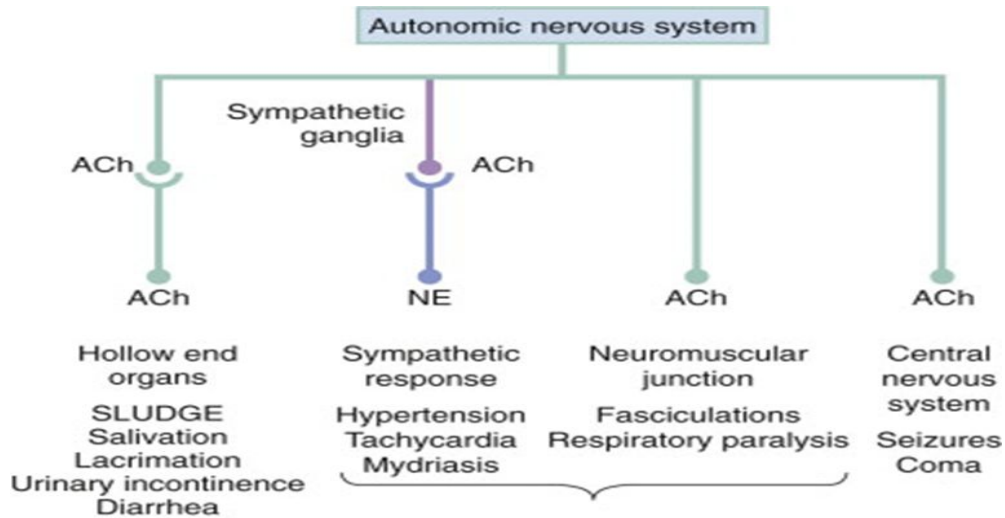 Autonomic nervous system
Sympathetic
ganglia
ACh
ACh
ACh
NE
ACh
ACh
Hollow end
organs
SLUDGE
Salivation
Lacrimation
Urinary incontinence
Diarrhea
Sympathetic
response
Hypertension
Tachycardia
Mydriasis
Neuromuscular
junction
Fasciculations
Respiratory paralysis
Central
nervous
system
Seizures
Coma